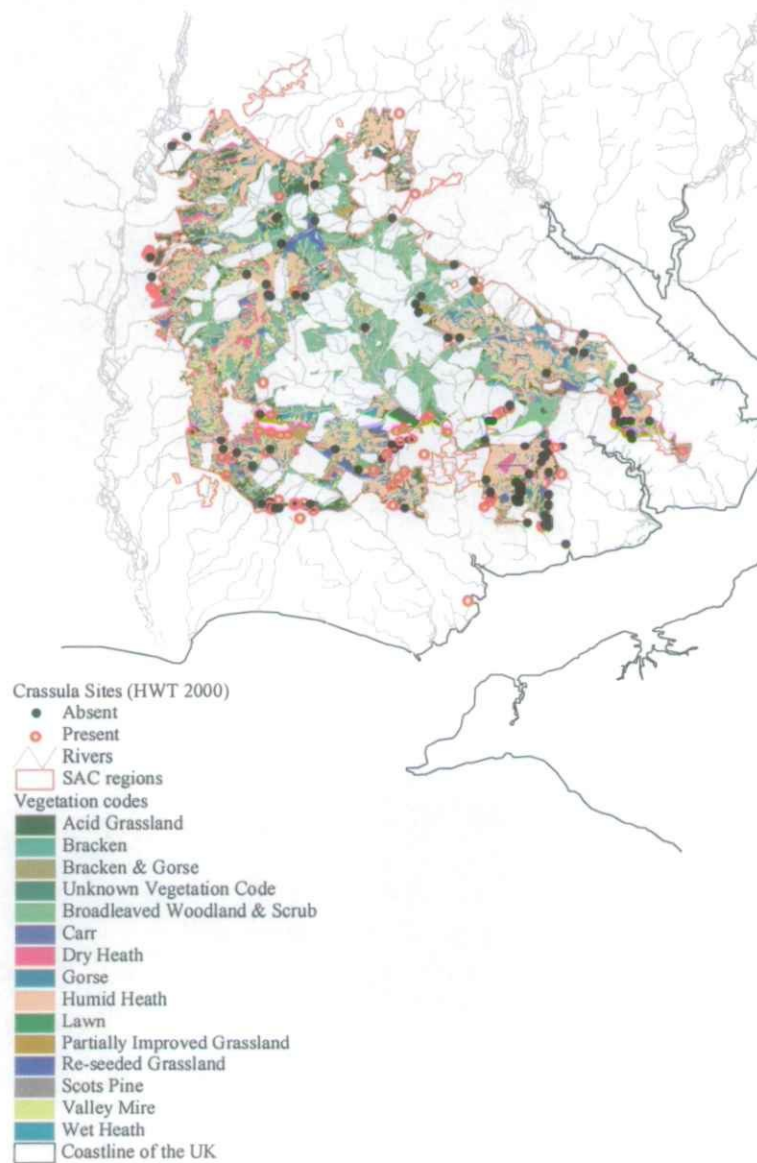 Crassula Sites (HWT 2000)
Absent
Present
Rivers
SAC regions
Vegetation codes
Acid Grassland
Bracken
Bracken & Gorse
Unknown Vegetation Code
Broadleaved Woodland & Scrub
Carr
Dry Heath
Gorse
Humid Heath
Lawn
Partially Improved Grassland
Re-seeded Grassland
Scots Pine
Valley Mire
Wet Heath
Coastline of the UK